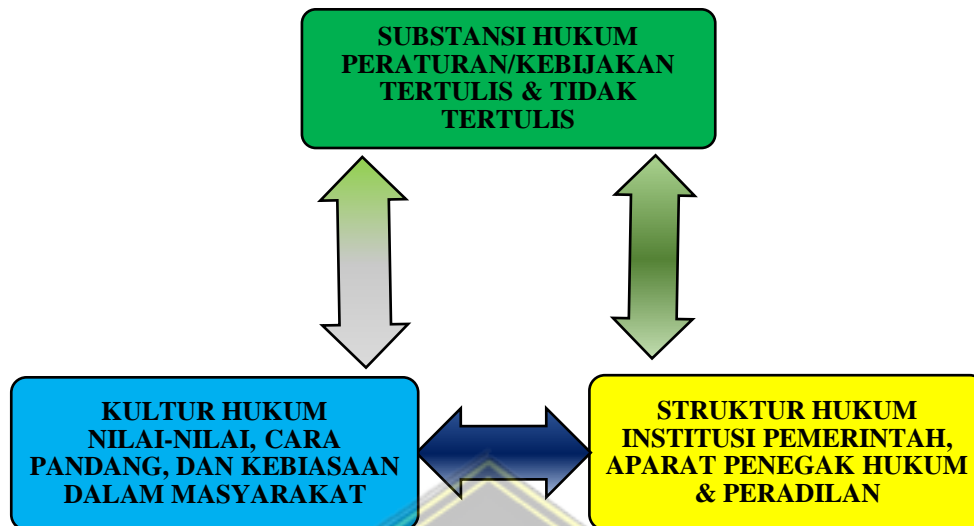 SUBSTANSI HUKUM
PERATURAN/KEBIJAKAN
TERTULIS & TIDAK
TERTULIS
KULTUR HUKUM
NILAI-NILAI, CARA
PANDANG, DAN KEBIASAAN
DALAM MASYARAKAT
STRUKTUR HUKUM
INSTITUSI PEMERINTAH,
APARAT PENEGAK HUKUM
& PERADILAN